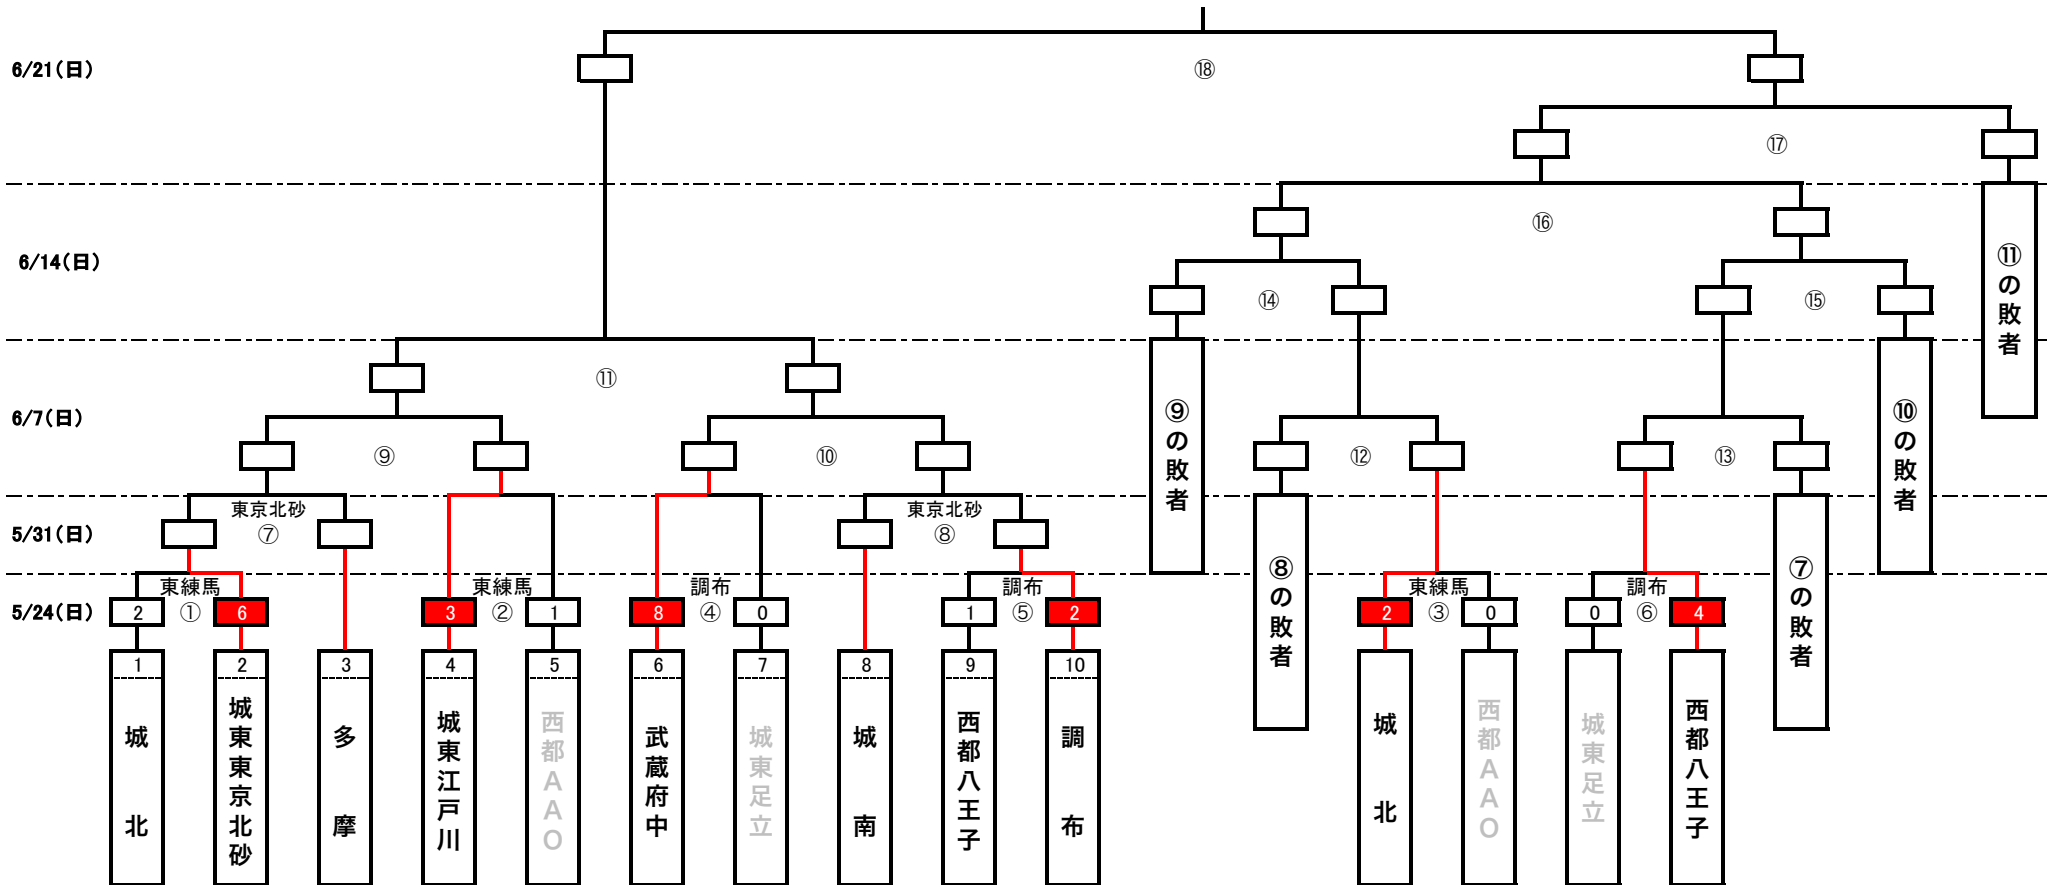 6/21(日)
⑱
⑰
6/14(日)
⑯
⑪の敗者
⑭
⑮
6/7(日)
⑪
⑨の敗者
⑩の敗者
⑨
⑩
⑫
⑬
5/31(日)
東京北砂
⑦
東京北砂
⑧
⑧の敗者
⑦の敗者
5/24(日)
東練馬
2 ① 6
東練馬
3 ② 1
調布
8 ④ 0
調布
1 ⑤ 2
東練馬
2 ③ 0
調布
0 ⑥ 4
1
城北
2
城東東京北砂
3
多摩
4
城東江戸川
5
西都AAO
6
武蔵府中
7
城東足立
8
城南
9
西都八王子
10
調布
城北
西都AAO
城東足立
西都八王子